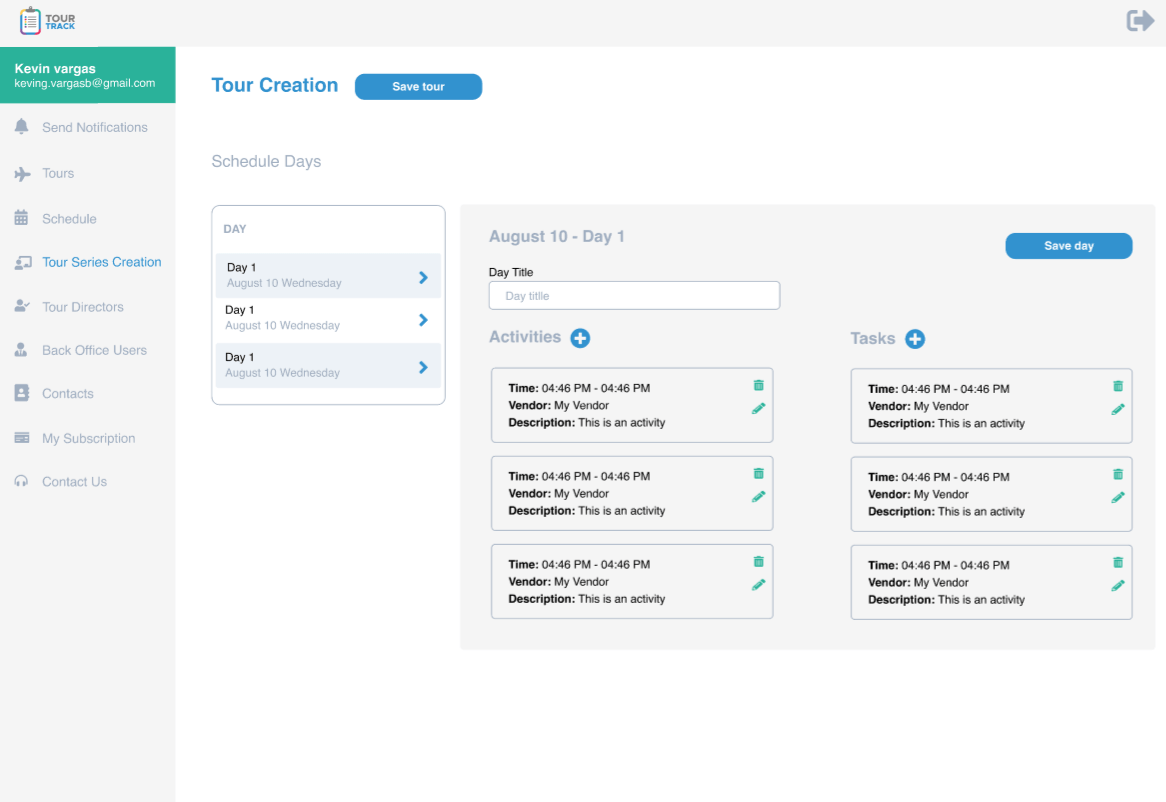 TOUR
TRACK
Kevin vargas
keving.vargasb@gmail.com
Send Notifications
Tours
Schedule
Tour Series Creation
Tour Directors
Back Office Users
Contacts
My Subscription
Contact Us
Tour Creation
Save tour
Schedule Days
DAY
Day 1
August 10 Wednesday
Day 1
August 10 Wednesday
Day 1
August 10 Wednesday
August 10 - Day 1
Save day
Day Title
Day titlle
Activities
Time: 04:46 PM - 04:46 PM
Vendor: My Vendor
Description: This is an activity
Time: 04:46 PM - 04:46 PM
Vendor: My Vendor
Description: This is an activity
Time: 04:46 PM - 04:46 PM
Vendor: My Vendor
Description: This is an activity
Tasks
Time: 04:46 PM - 04:46 PM
Vendor: My Vendor
Description: This is an activity
Time: 04:46 PM - 04:46 PM
Vendor: My Vendor
Description: This is an activity
Time: 04:46 PM - 04:46 PM
Vendor: My Vendor
Description: This is an activity